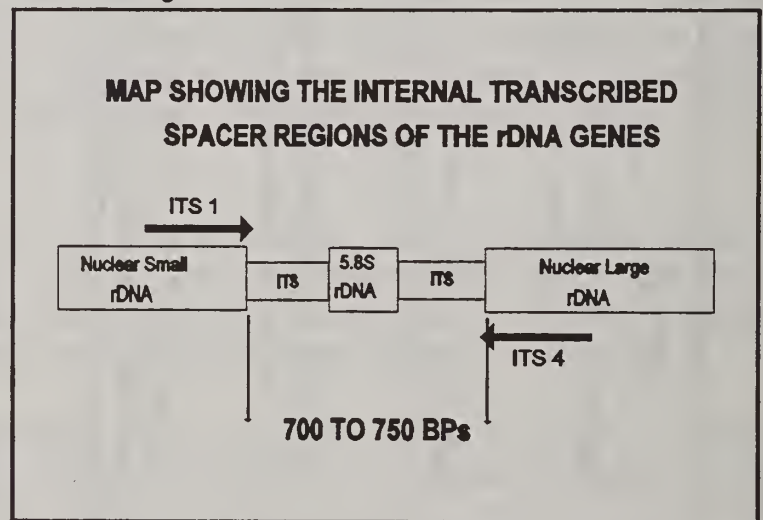 MAP SHOWING THE INTERNAL TRANSCRIBED
SPACER REGIONS OF THE rDNA GENES
ITS 1
Nuclear Small
rDNA
ITS
5.8S
rDNA
ITS
Nuclear Large
rDNA
ITS 4
700 TO 750 BPs